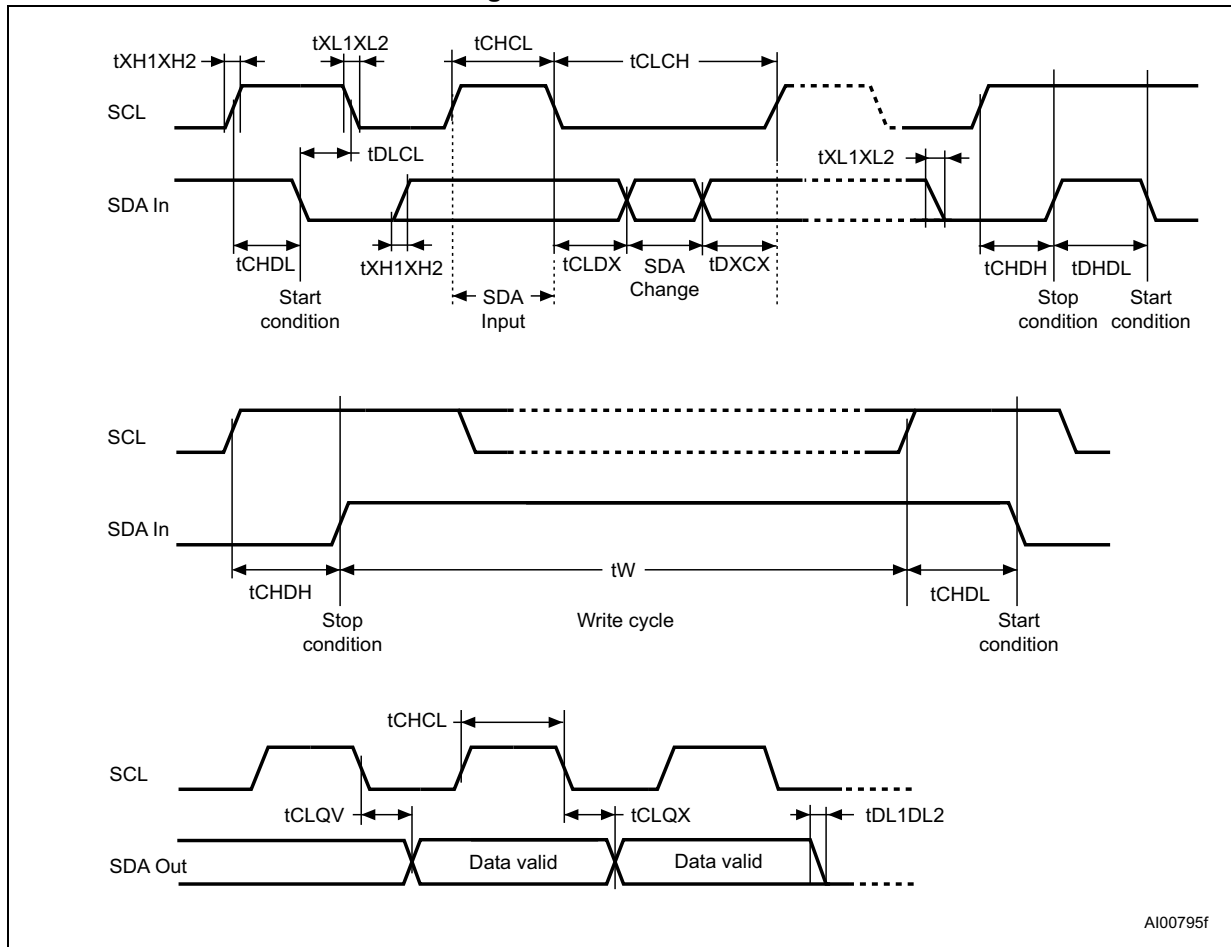 tXH1XH2
tXL1XL2
tCHCL
tCLCH
SCL
tDLCL
tXL1XL2
SDA In
tCHDL
tXH1XH2
tCLDX
SDA
Change
tDXCX
tCHDH
tDHDL
Start
condition
SDA
Input
Stop
condition
Start
condition
SCL
SDA In
tCHDH
tW
tCHDL
Stop
condition
Write cycle
Start
condition
tCHCL
SCL
tCLQV
tCLQX
tDL1DL2
SDA Out
Data valid
Data valid
AI00795f